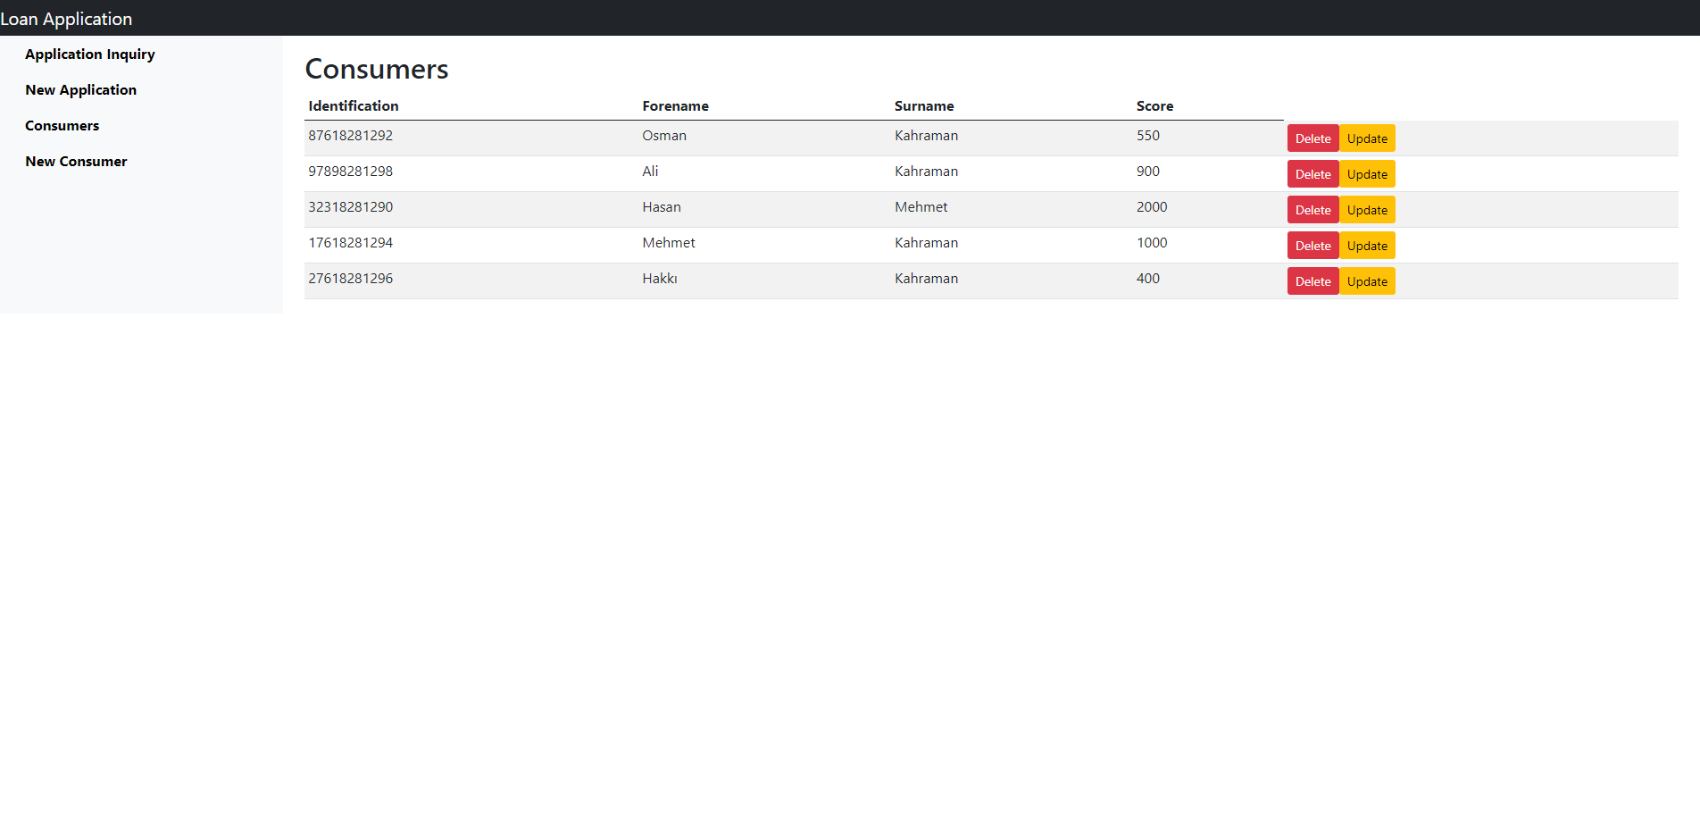 Loan Application
Application Inquiry
New Application
Consumers
New Consumer
Consumers
Identification Forename Surname Score
87618281292 Osman Kahraman 550 Delete Update
97898281298 Ali Kahraman 900 Delete Update
32318281290 Hasan Mehmet 2000 Delete Update
17618281294 Mehmet Kahraman 1000 Delete Update
27618281296 Hakkı Kahraman 400 Delete Update